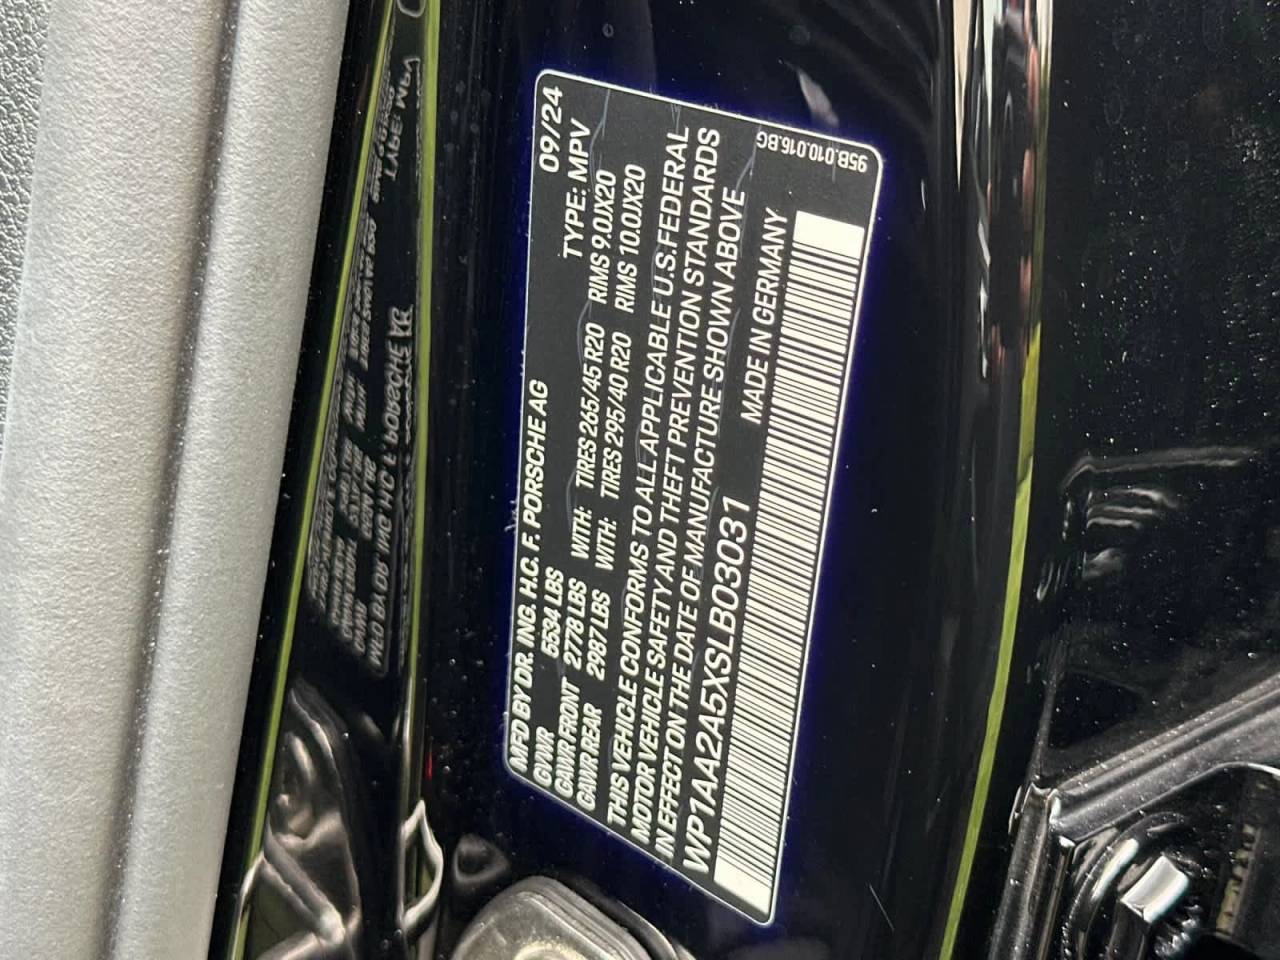 MFD BY DR. ING. H.C. F. PORSCHE AG 09/24
GVWR 5534 LBS TYPE: MPV
GAWR FRONT 2778 LBS WITH: TIRES 265/45 R20 RIMS 9.0JX20
GAWR REAR 2987 LBS WITH: TIRES 295/40 R20 RIMS 10.0JX20
THIS VEHICLE CONFORMS TO ALL APPLICABLE U.S. FEDERAL
MOTOR VEHICLE SAFETY AND THEFT PREVENTION STANDARDS
IN EFFECT ON THE DATE OF MANUFACTURE SHOWN ABOVE
WP1AA2A5XSLB03031 MADE IN GERMANY
95B.010.016.BG